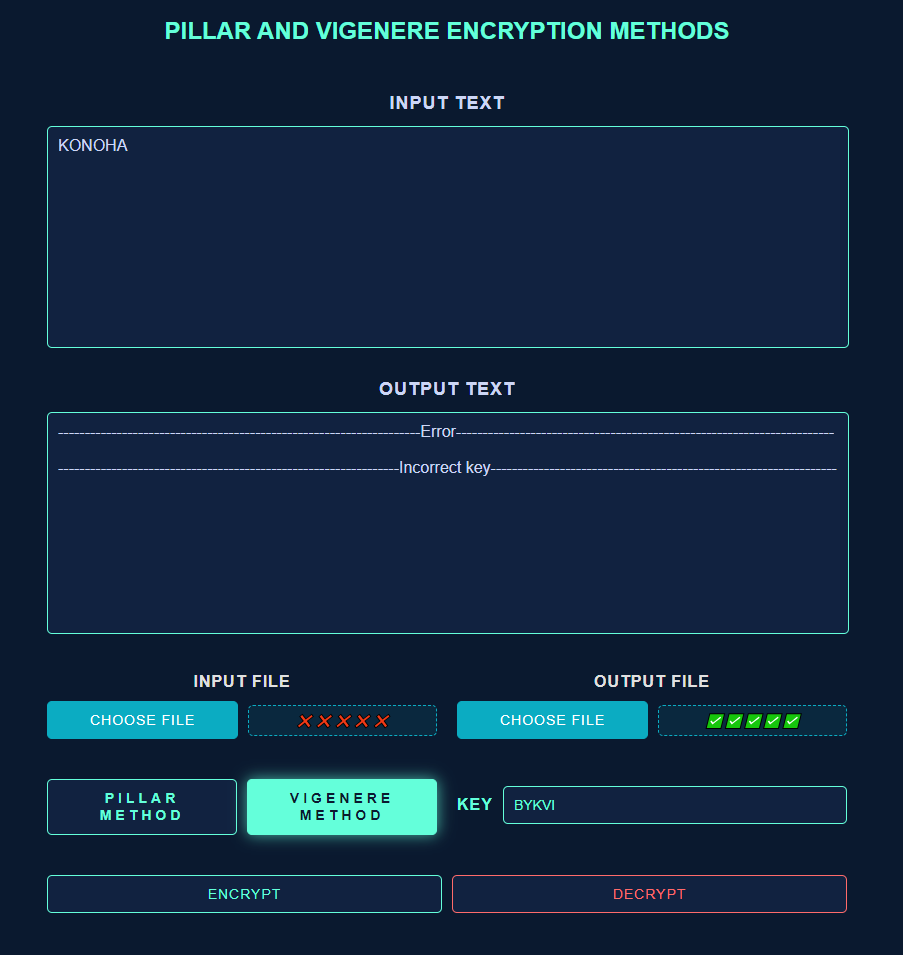 PILLAR AND VIGENERE ENCRYPTION METHODS
INPUT TEXT
KONOHA
OUTPUT TEXT
--------------------------------------------------------------------Error-----------------------------------------------------------------------
----------------------------------------------------------------Incorrect key-----------------------------------------------------------------
INPUT FILE
OUTPUT FILE
CHOOSE FILE
❌❌❌❌❌
CHOOSE FILE
✅✅✅✅✅
PILLAR
METHOD
VIGENERE
METHOD
KEY
BYKVI
ENCRYPT
DECRYPT